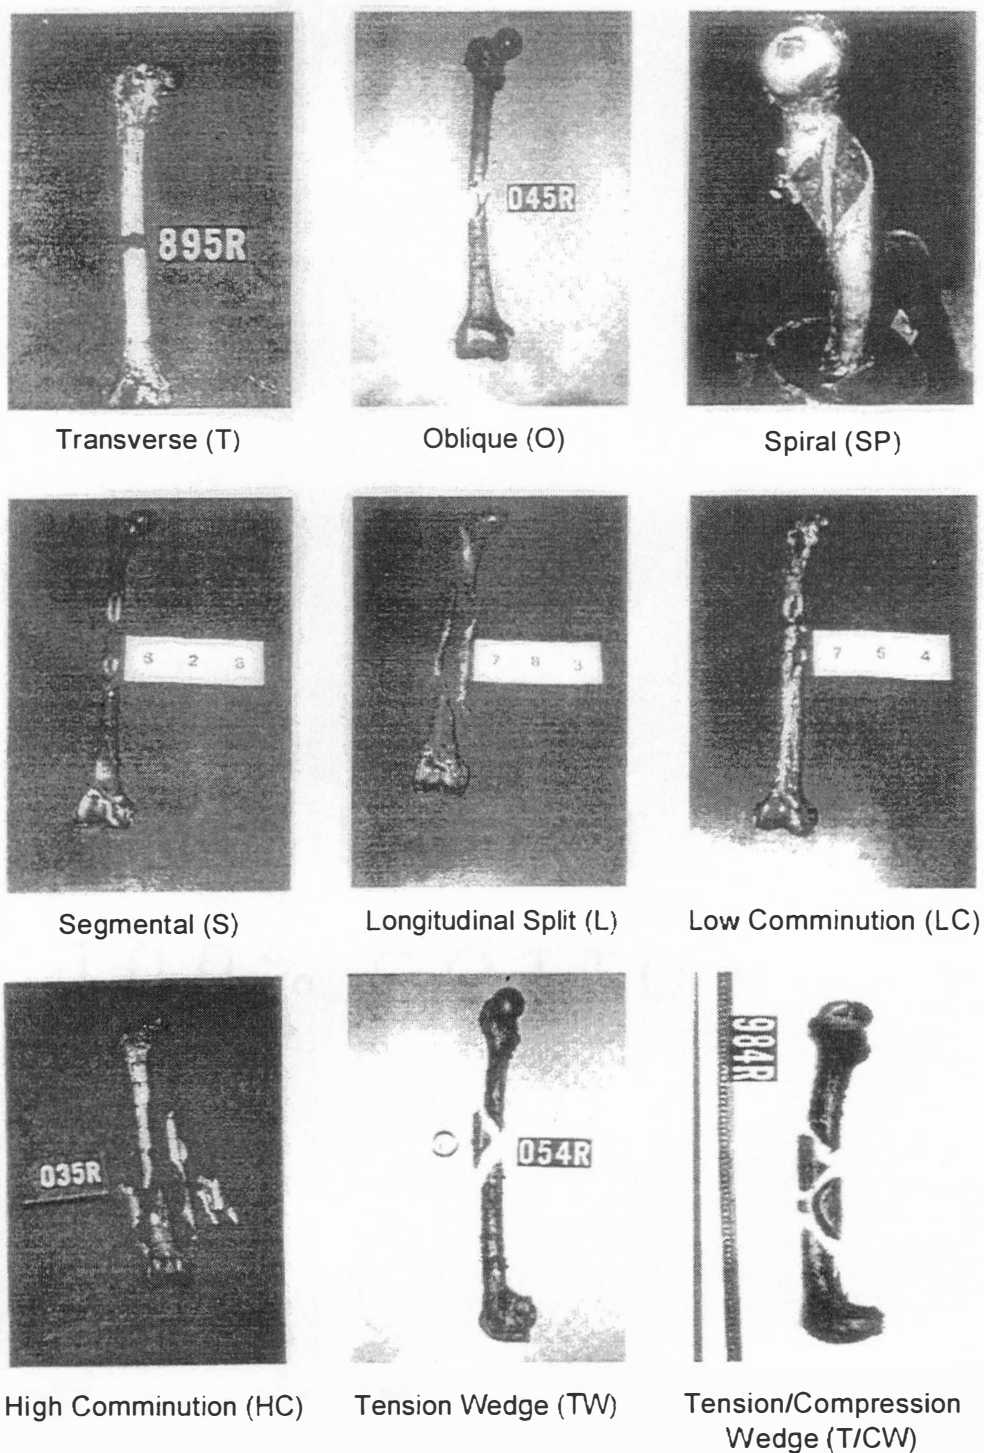 895R
045R
Transverse (T)
Oblique (O)
Spiral (SP)
5 2 8
7 8 3
7 5 4
Segmental (S)
Longitudinal Split (L)
Low Comminution (LC)
035R
054R
984R
High Comminution (HC)
Tension Wedge (TW)
Tension/Compression
Wedge (T/CW)